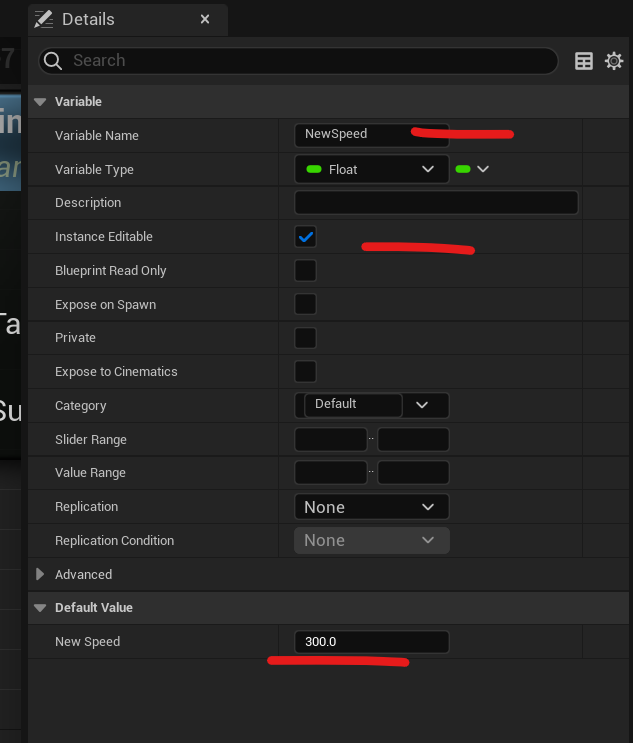 Details
Search
Variable
Variable Name NewSpeed
Variable Type Float
Description
Instance Editable
Blueprint Read Only
Expose on Spawn
Private
Expose to Cinematics
Category Default
Slider Range ..
Value Range ..
Replication None
Replication Condition None
Advanced
Default Value
New Speed 300.0